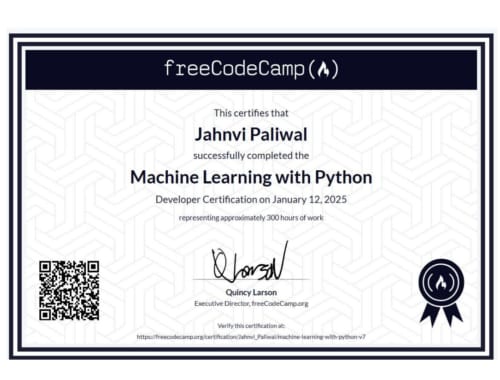 freeCodeCamp(🔥)
This certifies that
Jahnvi Paliwal
successfully completed the
Machine Learning with Python
Developer Certification on January 12, 2025
representing approximately 300 hours of work
QLarson
Quincy Larson
Executive Director, freeCodeCamp.org
Verify this certification at:
https://freecodecamp.org/certification/Jahnvi_Paliwal/machine-learning-with-python-v7